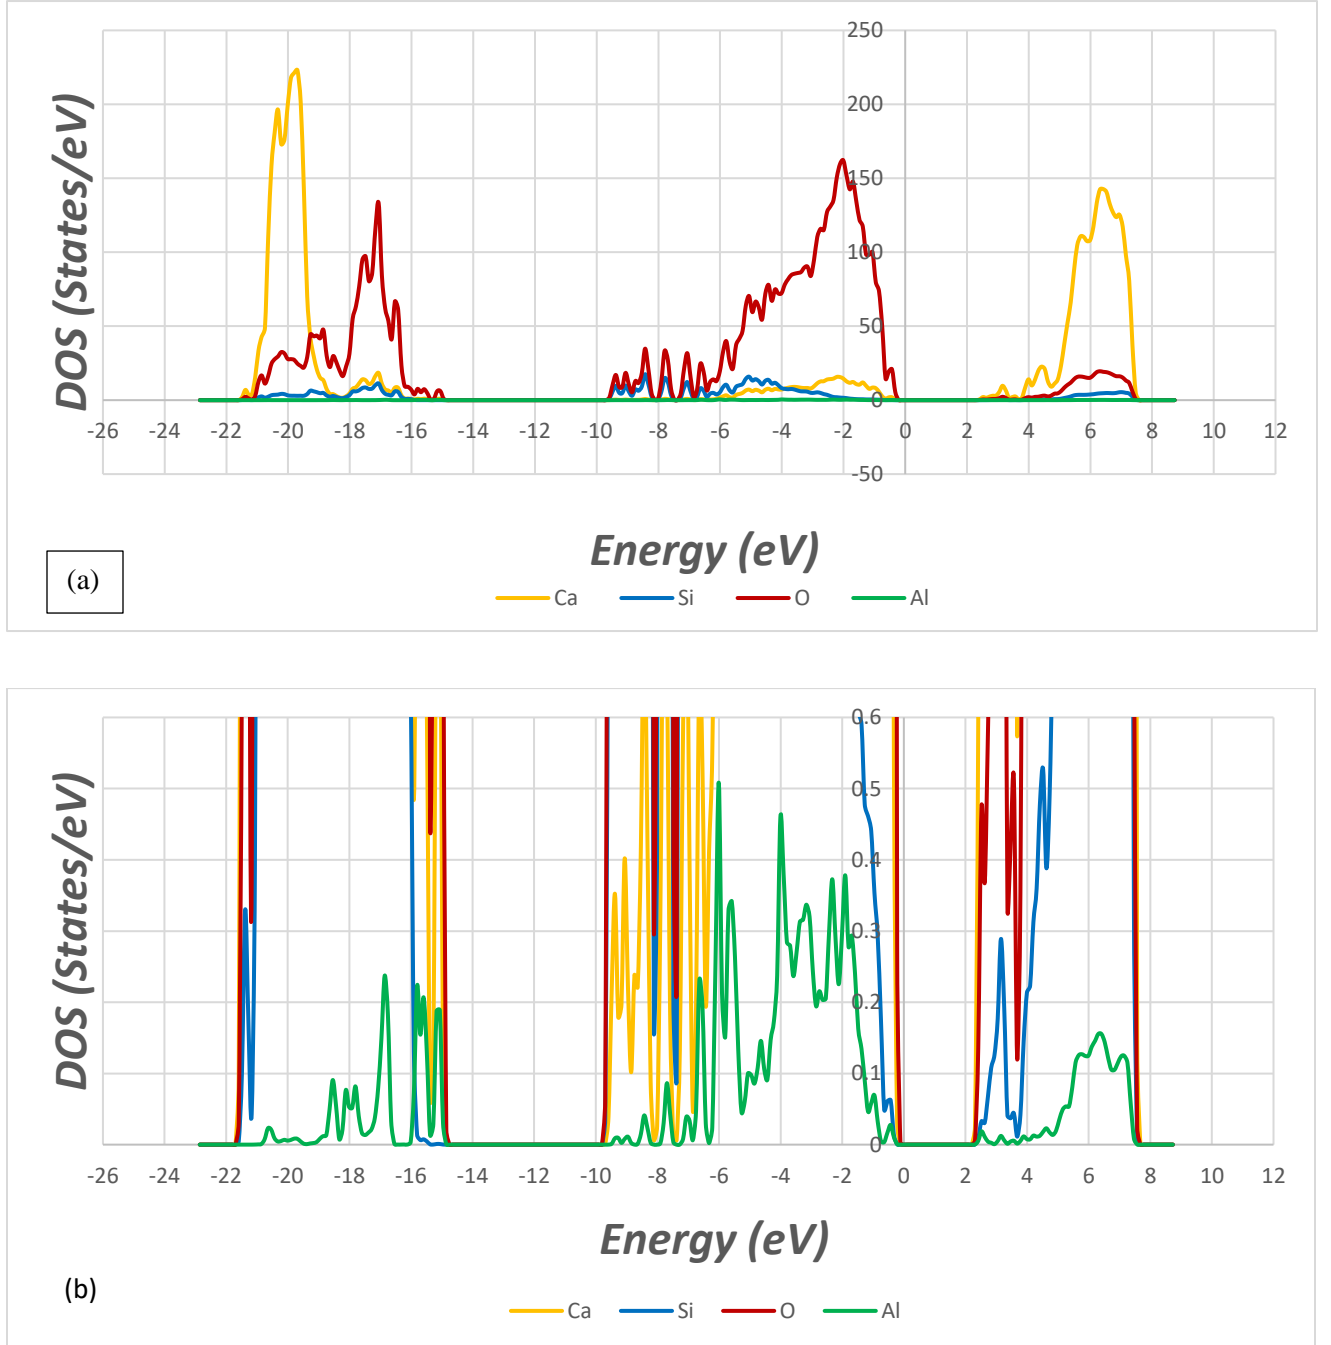 250
200
150
100
50
0
-50
-26 -24 -22 -20 -18 -16 -14 -12 -10 -8 -6 -4 -2 0 2 4 6 8 10 12
DOS (States/eV)
Energy (eV)
(a)
Ca Si O Al
0.6
0.5
0.4
0.3
0.2
0.1
0
-26 -24 -22 -20 -18 -16 -14 -12 -10 -8 -6 -4 -2 0 2 4 6 8 10 12
DOS (States/eV)
Energy (eV)
(b)
Ca Si O Al